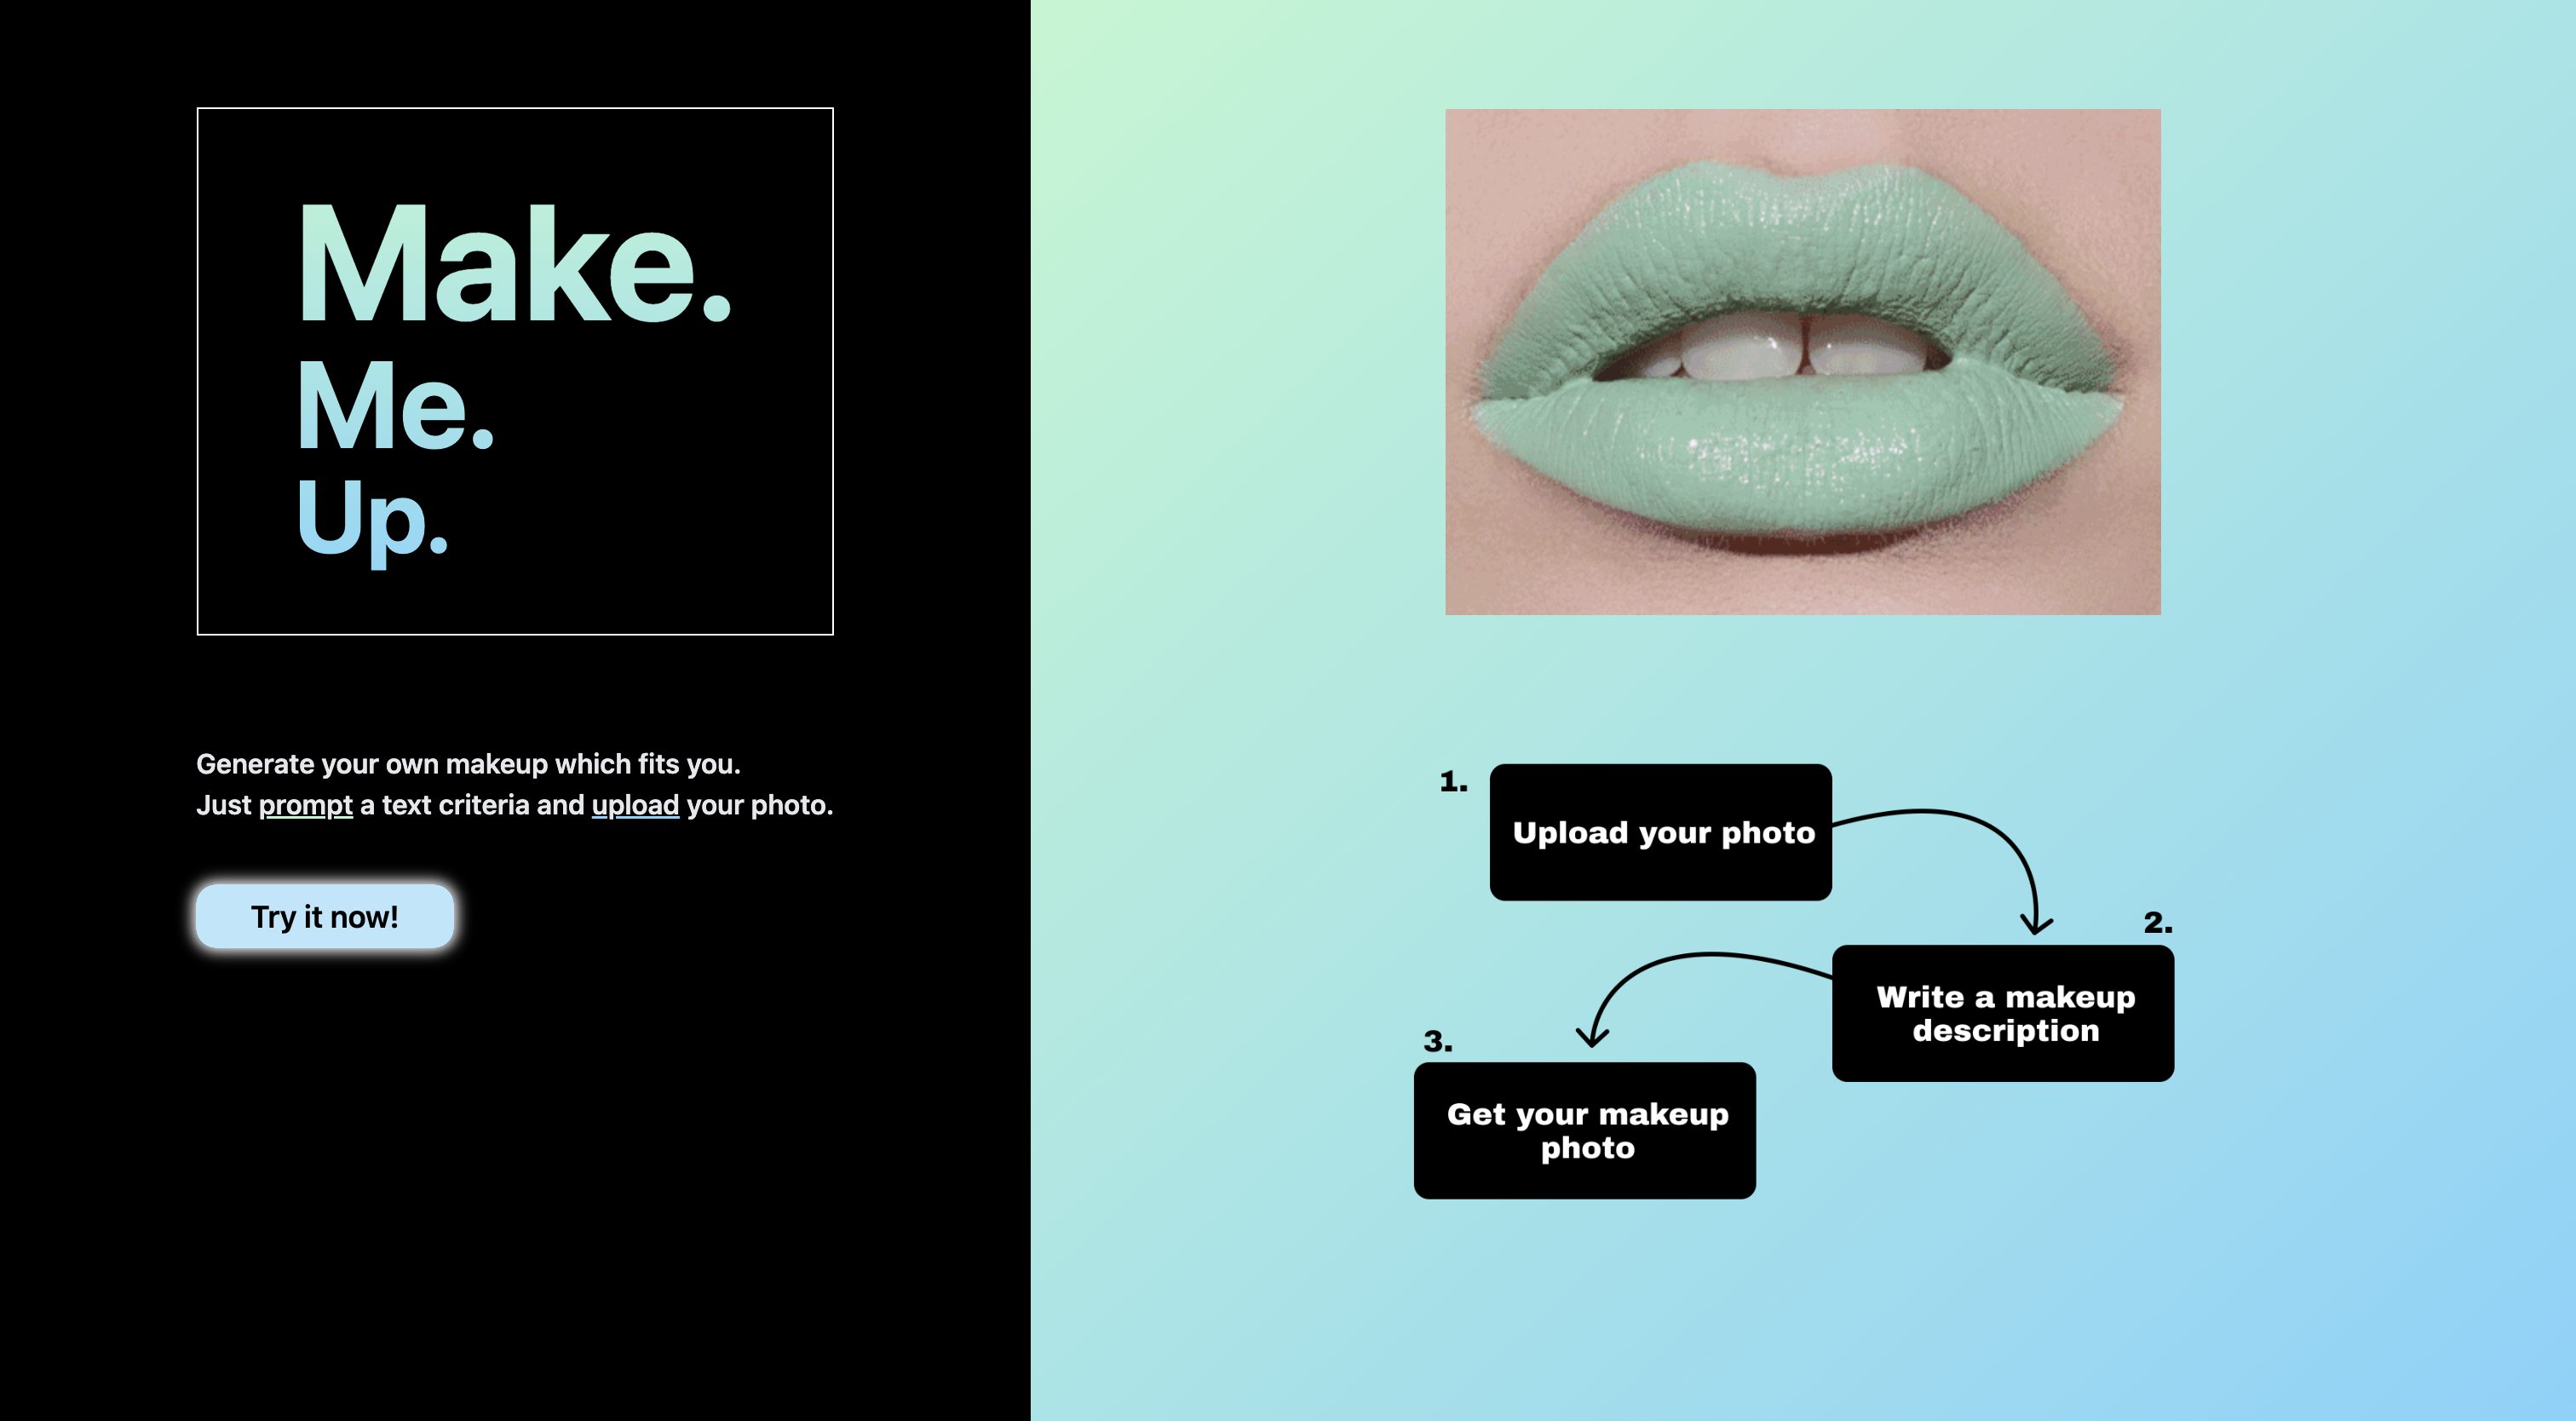 Make.
Me.
Up.
Generate your own makeup which fits you.
Just prompt a text criteria and upload your photo.
Try it now!
1.
Upload your photo
2.
Write a makeup
description
3.
Get your makeup
photo